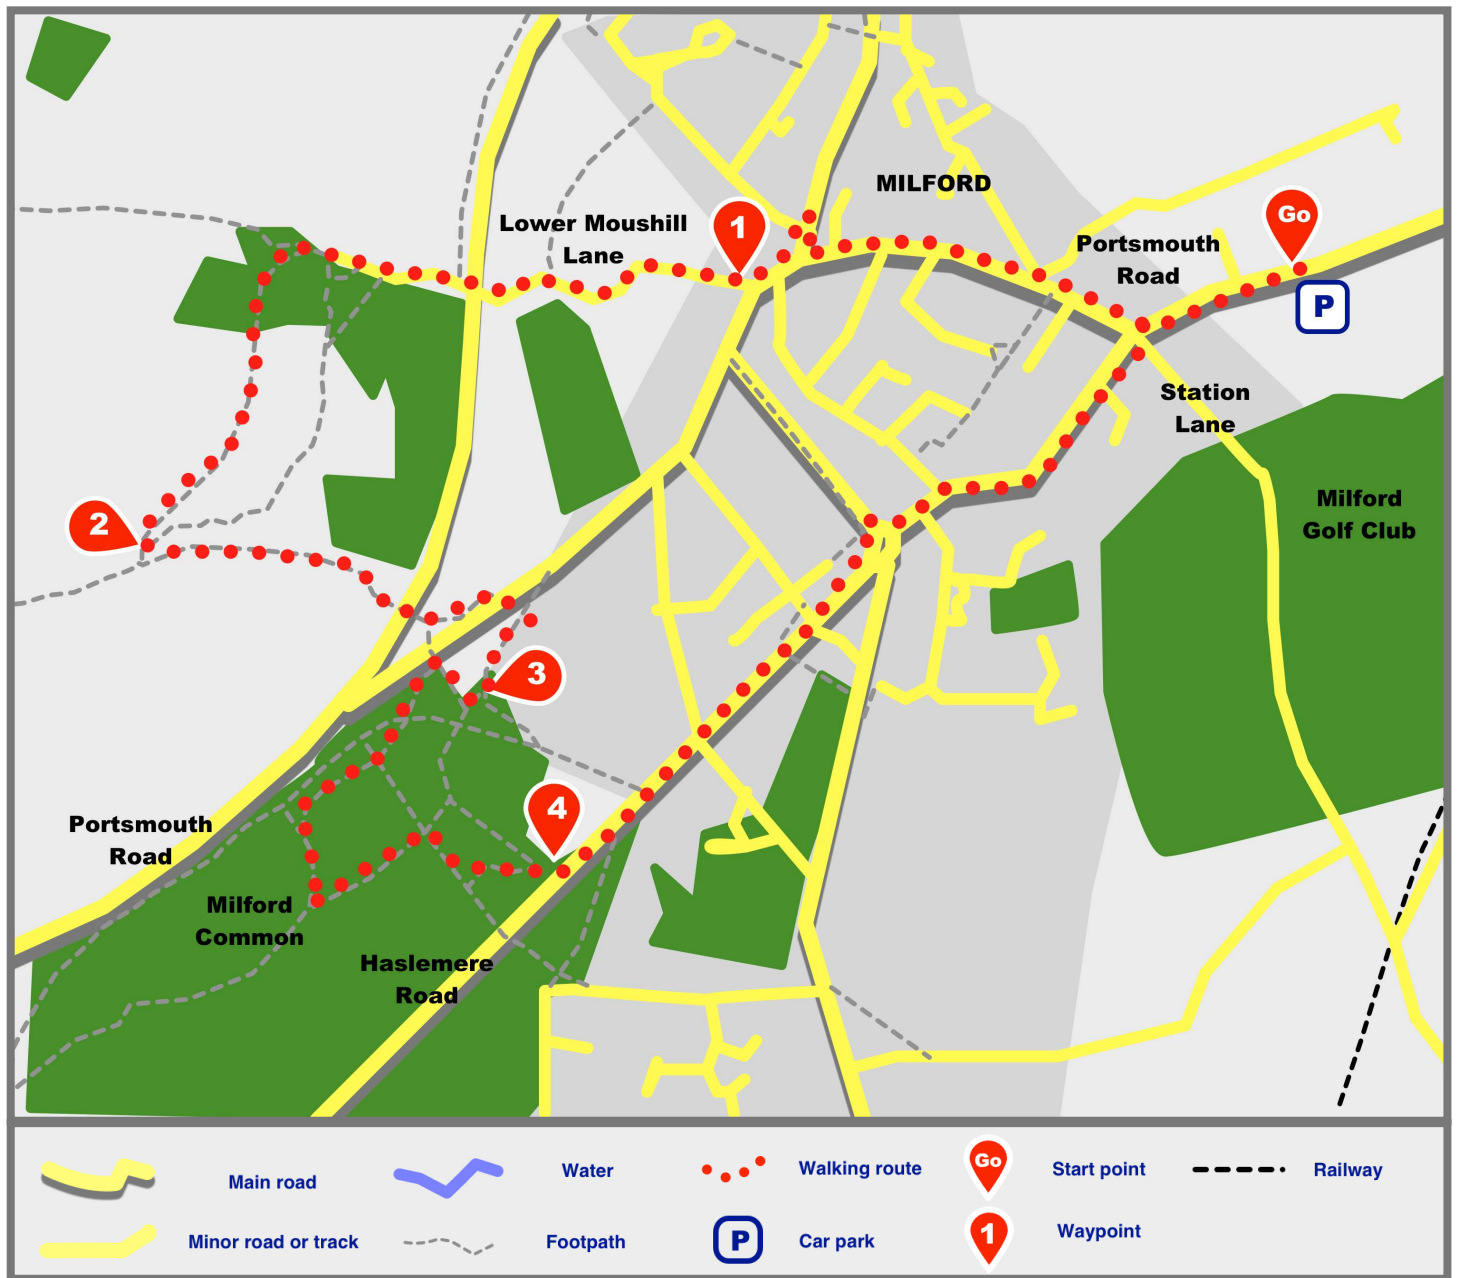 MILFORD
Go
Lower Moushill
Lane
1
Portsmouth
Road
P
Station
Lane
Milford
Golf Club
2
3
4
Portsmouth
Road
Milford
Common
Haslemere
Road
Main road
Water
Walking route
Go
Start point
Railway
Minor road or track
Footpath
P
Car park
1
Waypoint